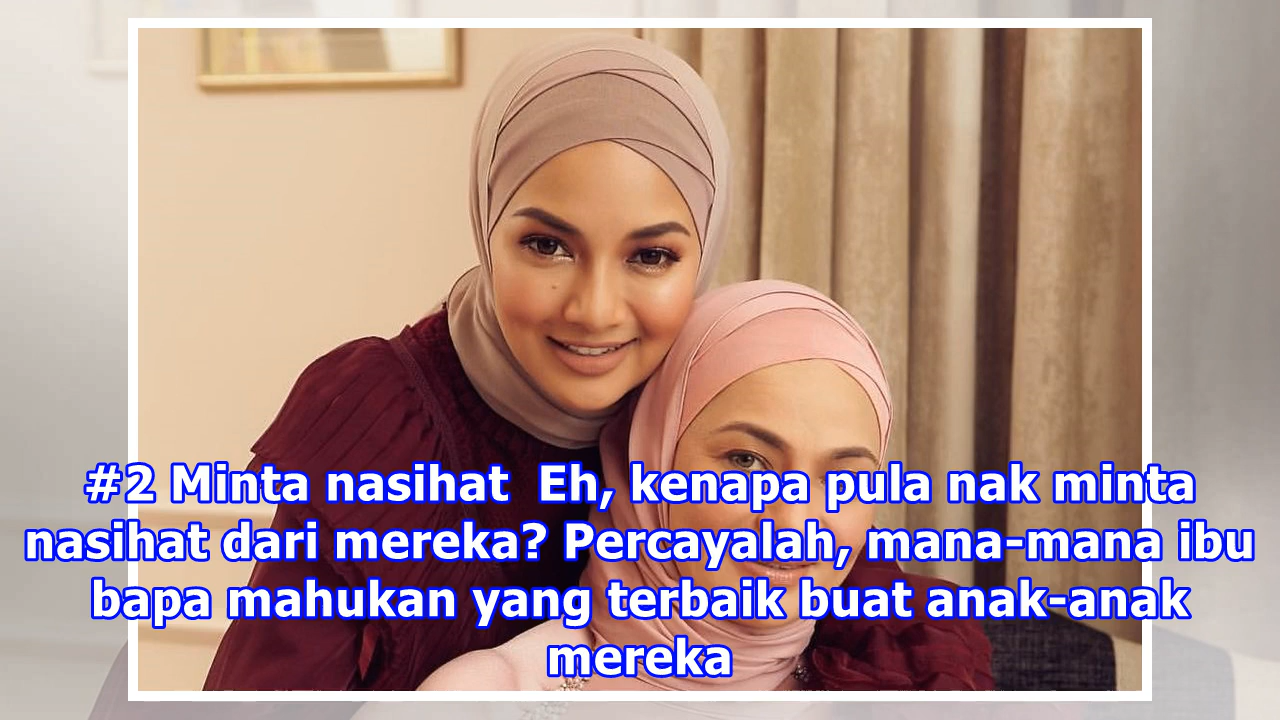 #2 Minta nasihat  Eh, kenapa pula nak minta
nasihat dari mereka? Percayalah, mana-mana ibu
bapa mahukan yang terbaik buat anak-anak
mereka